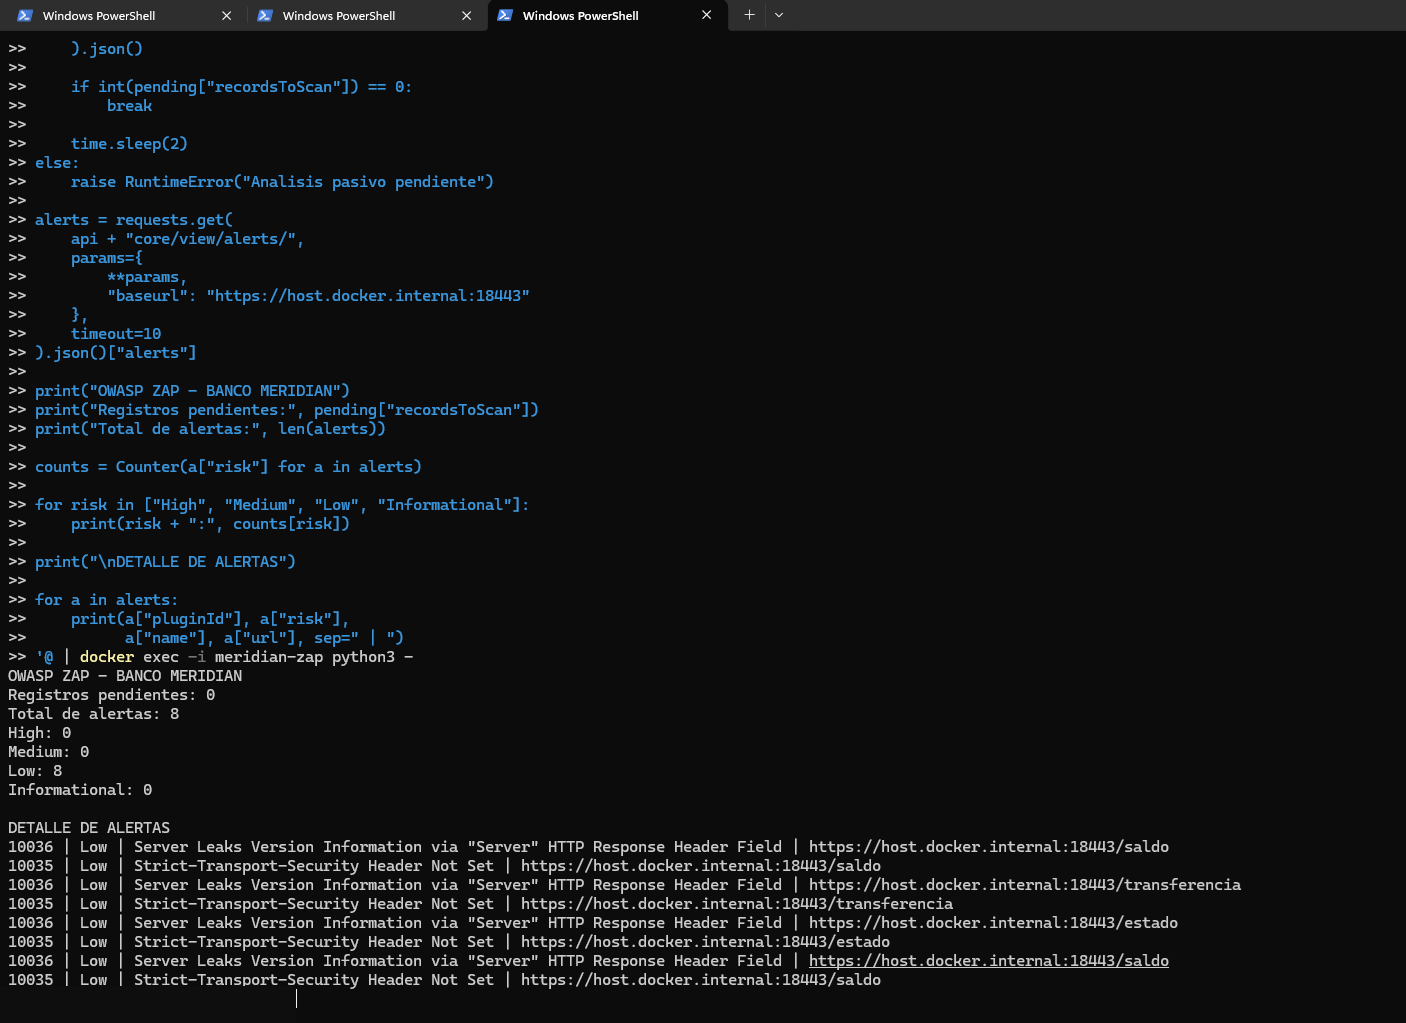 Windows PowerShell
Windows PowerShell
Windows PowerShell
>>     ).json()
>>
>>     if int(pending["recordsToScan"]) == 0:
>>         break
>>
>>     time.sleep(2)
>> else:
>>     raise RuntimeError("Analisis pasivo pendiente")
>>
>> alerts = requests.get(
>>     api + "core/view/alerts/",
>>     params={
>>         **params,
>>         "baseurl": "https://host.docker.internal:18443"
>>     },
>>     timeout=10
>> ).json()["alerts"]
>>
>> print("OWASP ZAP - BANCO MERIDIAN")
>> print("Registros pendientes:", pending["recordsToScan"])
>> print("Total de alertas:", len(alerts))
>>
>> counts = Counter(a["risk"] for a in alerts)
>>
>> for risk in ["High", "Medium", "Low", "Informational"]:
>>     print(risk + ":", counts[risk])
>>
>> print("\nDETALLE DE ALERTAS")
>>
>> for a in alerts:
>>     print(a["pluginId"], a["risk"],
>>           a["name"], a["url"], sep=" | ")
>> '@ | docker exec -i meridian-zap python3 -
OWASP ZAP - BANCO MERIDIAN
Registros pendientes: 0
Total de alertas: 8
High: 0
Medium: 0
Low: 8
Informational: 0

DETALLE DE ALERTAS
10036 | Low | Server Leaks Version Information via "Server" HTTP Response Header Field | https://host.docker.internal:18443/saldo
10035 | Low | Strict-Transport-Security Header Not Set | https://host.docker.internal:18443/saldo
10036 | Low | Server Leaks Version Information via "Server" HTTP Response Header Field | https://host.docker.internal:18443/transferencia
10035 | Low | Strict-Transport-Security Header Not Set | https://host.docker.internal:18443/transferencia
10036 | Low | Server Leaks Version Information via "Server" HTTP Response Header Field | https://host.docker.internal:18443/estado
10035 | Low | Strict-Transport-Security Header Not Set | https://host.docker.internal:18443/estado
10036 | Low | Server Leaks Version Information via "Server" HTTP Response Header Field | https://host.docker.internal:18443/saldo
10035 | Low | Strict-Transport-Security Header Not Set | https://host.docker.internal:18443/saldo